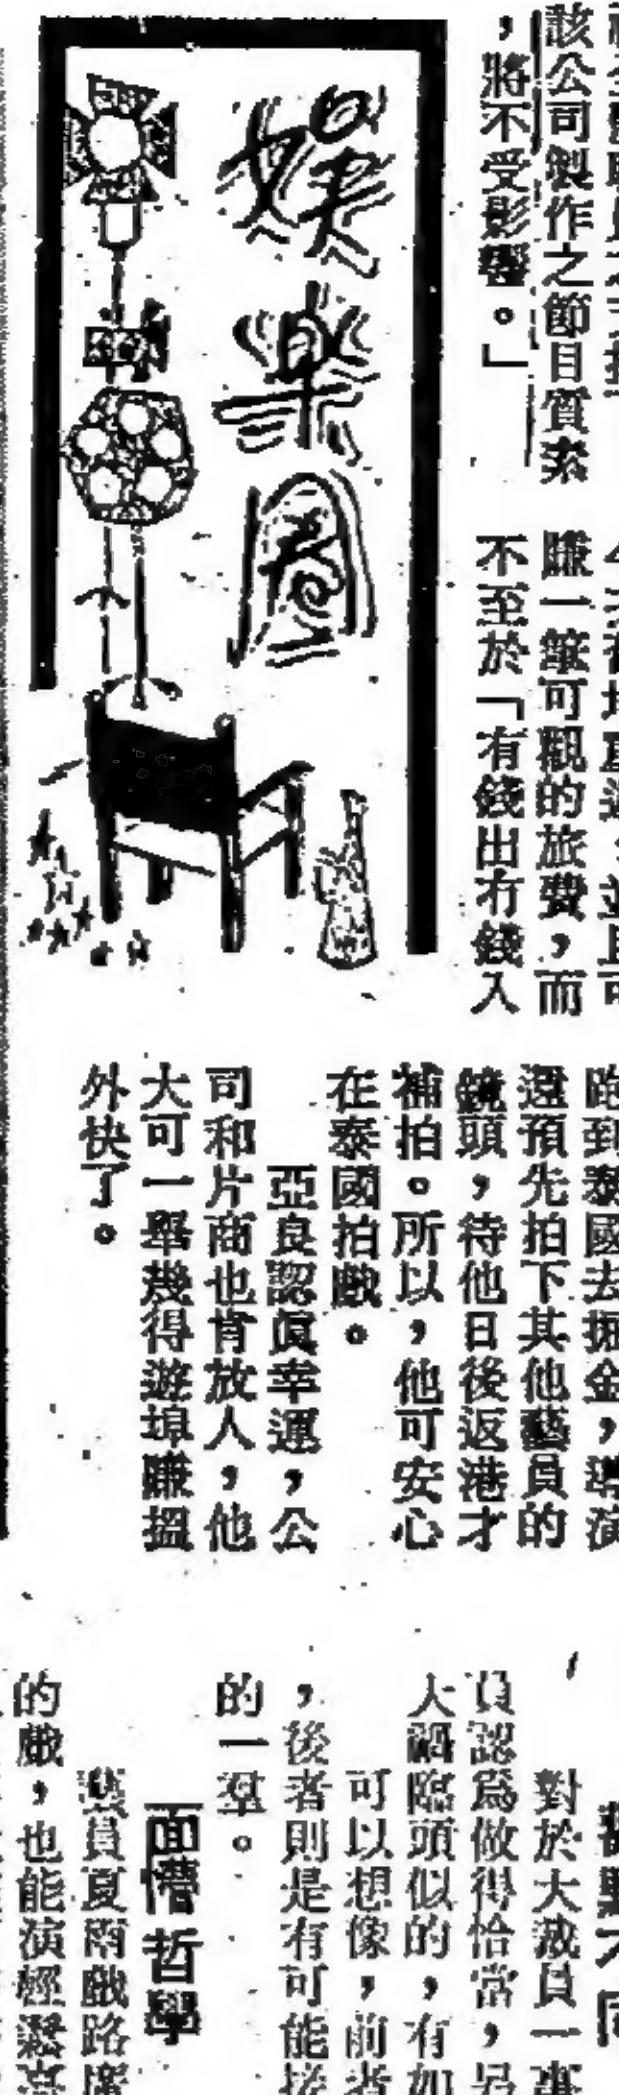 該公司製作之節目質素
，將不受影響。」
賺一筆可觀的旅費，而
不至於「有錢出冇錢入
娛樂圈
跑到泰國去掘金，導演
還預先拍下其他藝員的
鏡頭，待他日後返港才
補拍。所以，他可安心
在泰國拍戲。
亞良認眞幸運，公
司和片商也肯放人，他
大可一舉幾得遊埠賺搵
外快了。
對於大裁員一事
員認爲做得恰當，另
大禍臨頭似的，有如
可以想像，前者
，後者則是有可能
的一羣。
面懵哲學
藝員夏雨戲路廣
的戲，也能演輕鬆